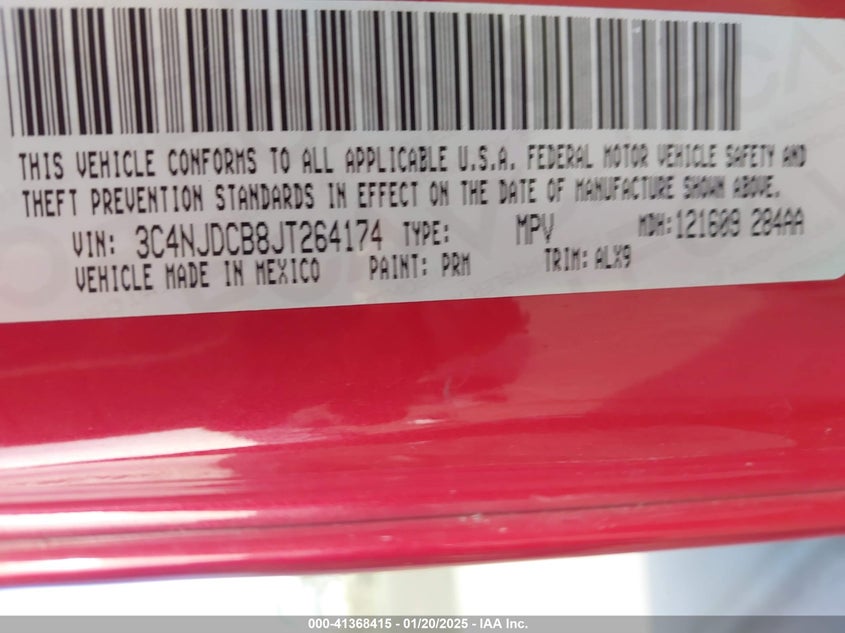 THIS VEHICLE CONFORMS TO ALL APPLICABLE U.S.A. FEDERAL MOTOR VEHICLE SAFETY AND
THEFT PREVENTION STANDARDS IN EFFECT ON THE DATE OF MANUFACTURE SHOWN ABOVE.
VIN: 3C4NJDCB8JT264174 TYPE: MPV MDH:121609 284AA
VEHICLE MADE IN MEXICO PAINT: PRM TRIM: ALX9
000-41368415 - 01/20/2025 - IAA Inc.